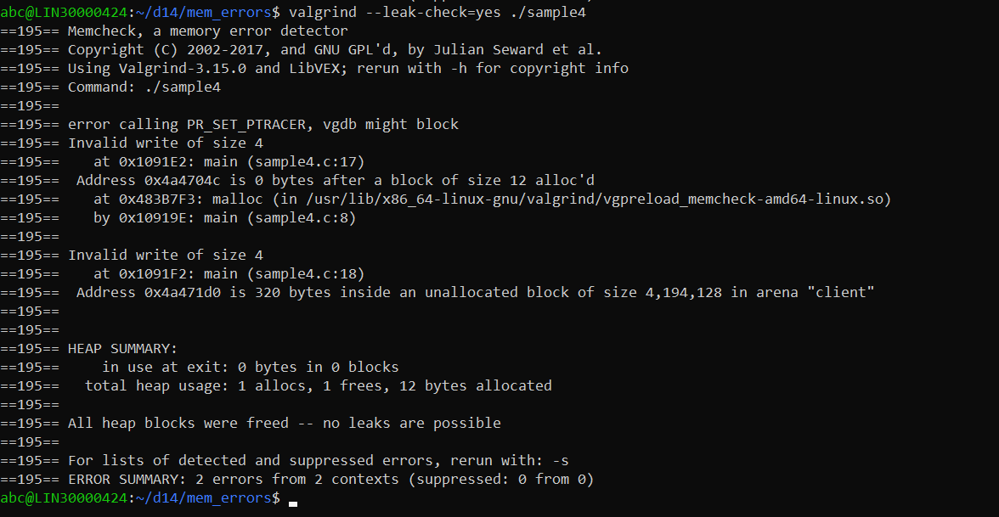 abc@LIN30000424:~/d14/mem_errors$ valgrind --leak-check=yes ./sample4
==195== Memcheck, a memory error detector
==195== Copyright (C) 2002-2017, and GNU GPL'd, by Julian Seward et al.
==195== Using Valgrind-3.15.0 and LibVEX; rerun with -h for copyright info
==195== Command: ./sample4
==195==
==195== error calling PR_SET_PTRACER, vgdb might block
==195== Invalid write of size 4
==195==    at 0x1091E2: main (sample4.c:17)
==195==  Address 0x4a4704c is 0 bytes after a block of size 12 alloc'd
==195==    at 0x483B7F3: malloc (in /usr/lib/x86_64-linux-gnu/valgrind/vgpreload_memcheck-amd64-linux.so)
==195==    by 0x10919E: main (sample4.c:8)
==195==
==195== Invalid write of size 4
==195==    at 0x1091F2: main (sample4.c:18)
==195==  Address 0x4a471d0 is 320 bytes inside an unallocated block of size 4,194,128 in arena "client"
==195==
==195==
==195== HEAP SUMMARY:
==195==     in use at exit: 0 bytes in 0 blocks
==195==   total heap usage: 1 allocs, 1 frees, 12 bytes allocated
==195==
==195== All heap blocks were freed -- no leaks are possible
==195==
==195== For lists of detected and suppressed errors, rerun with: -s
==195== ERROR SUMMARY: 2 errors from 2 contexts (suppressed: 0 from 0)
abc@LIN30000424:~/d14/mem_errors$